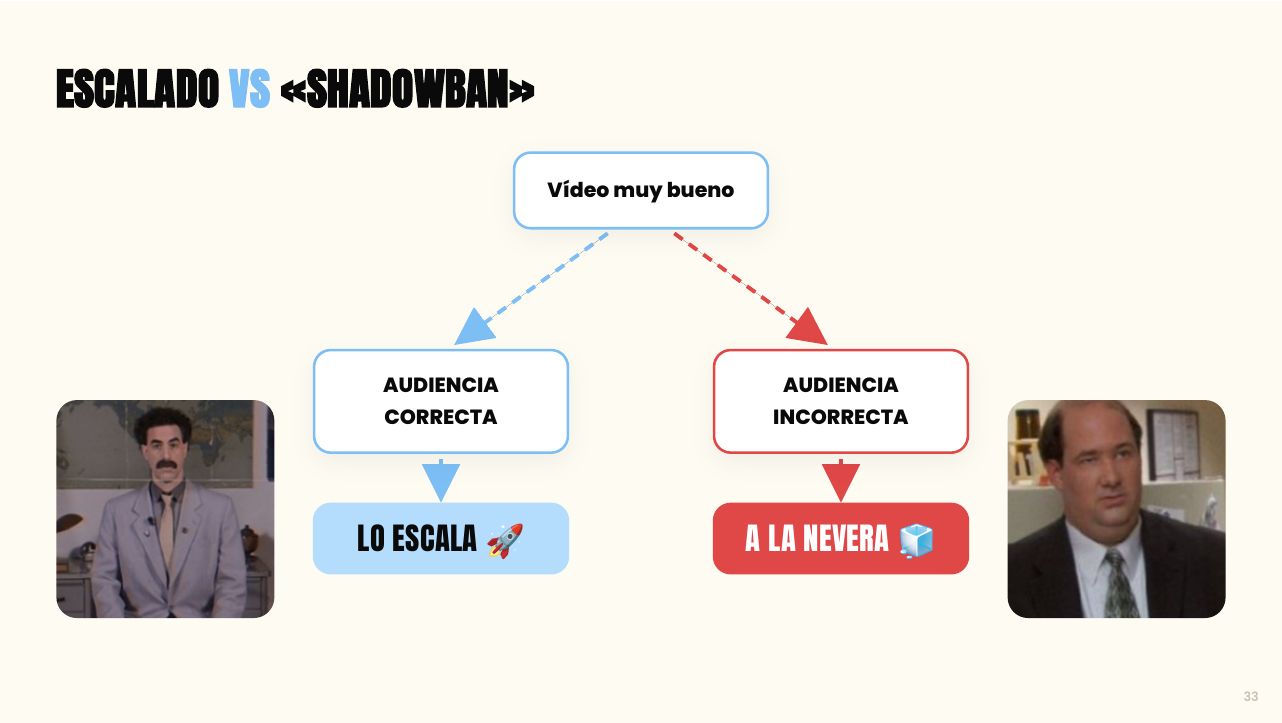 ESCALADO VS «SHADOWBAN»
Vídeo muy bueno
AUDIENCIA
CORRECTA
AUDIENCIA
INCORRECTA
LO ESCALA 🚀
A LA NEVERA 🧊
33